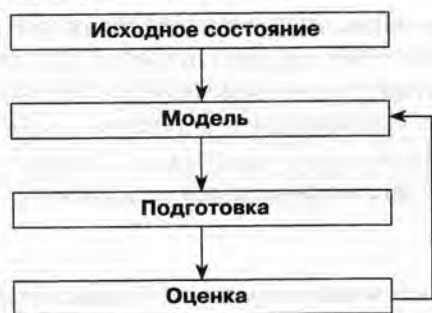 Исходное состояние
Модель
Подготовка
Оценка